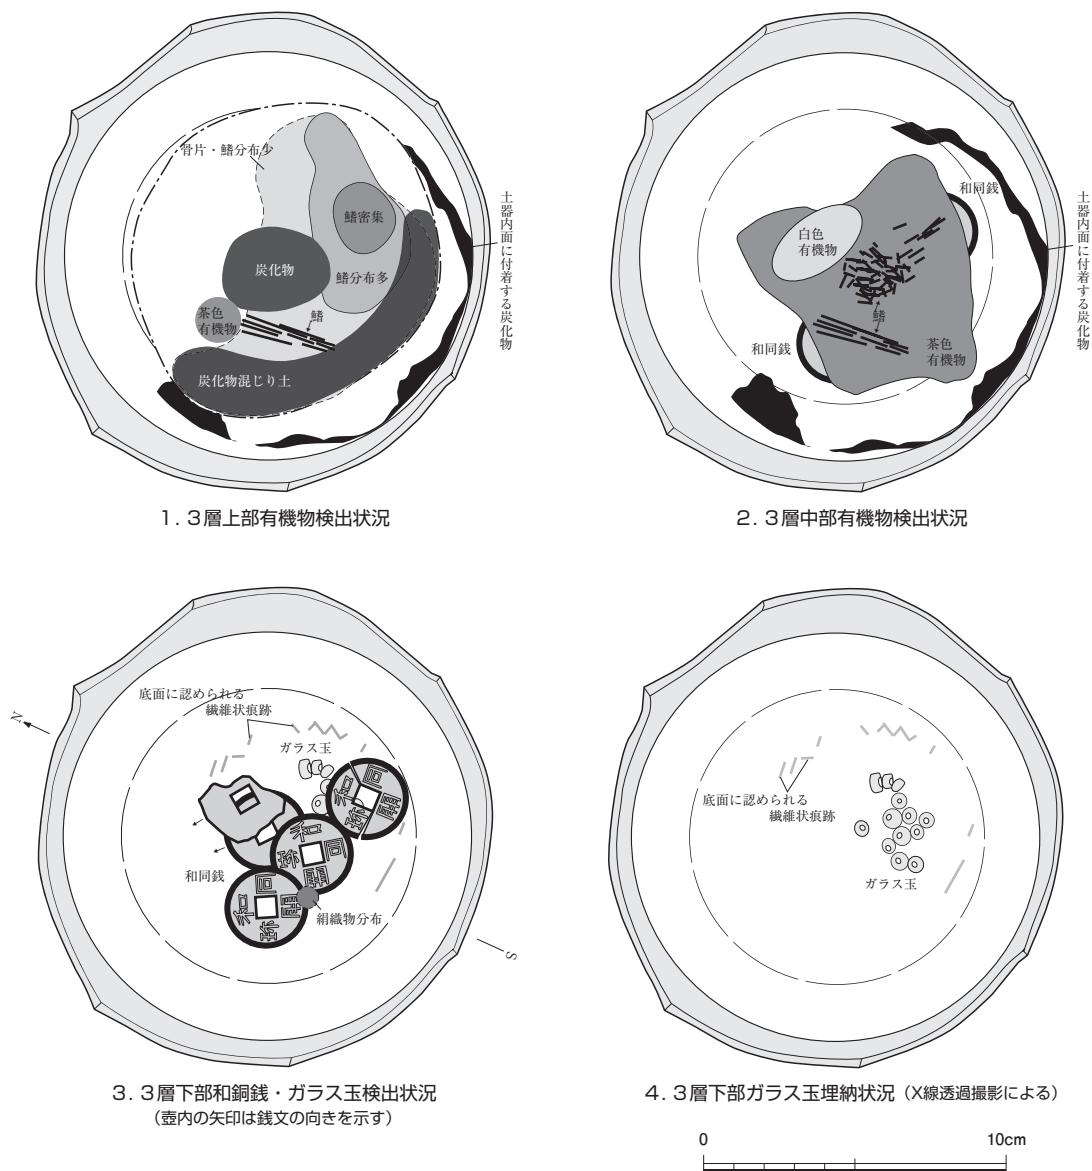 骨片・鰭分布少
鰭密集
炭化物
鰭分布多
茶色
有機物
鰭
炭化物混じり土
土器内面に付着する炭化物
1．3層上部有機物検出状況
和同銭
白色
有機物
鰭
和同銭
茶色
有機物
土器内面に付着する炭化物
2．3層中部有機物検出状況
N
底面に認められる
繊維状痕跡
ガラス玉
和同開珎
和同開珎
和同開珎
和同銭
絹織物分布
S
3．3層下部和銅銭・ガラス玉検出状況
（壺内の矢印は銭文の向きを示す）
底面に認められる
繊維状痕跡
ガラス玉
4．3層下部ガラス玉埋納状況（X線透過撮影による）
0 10cm